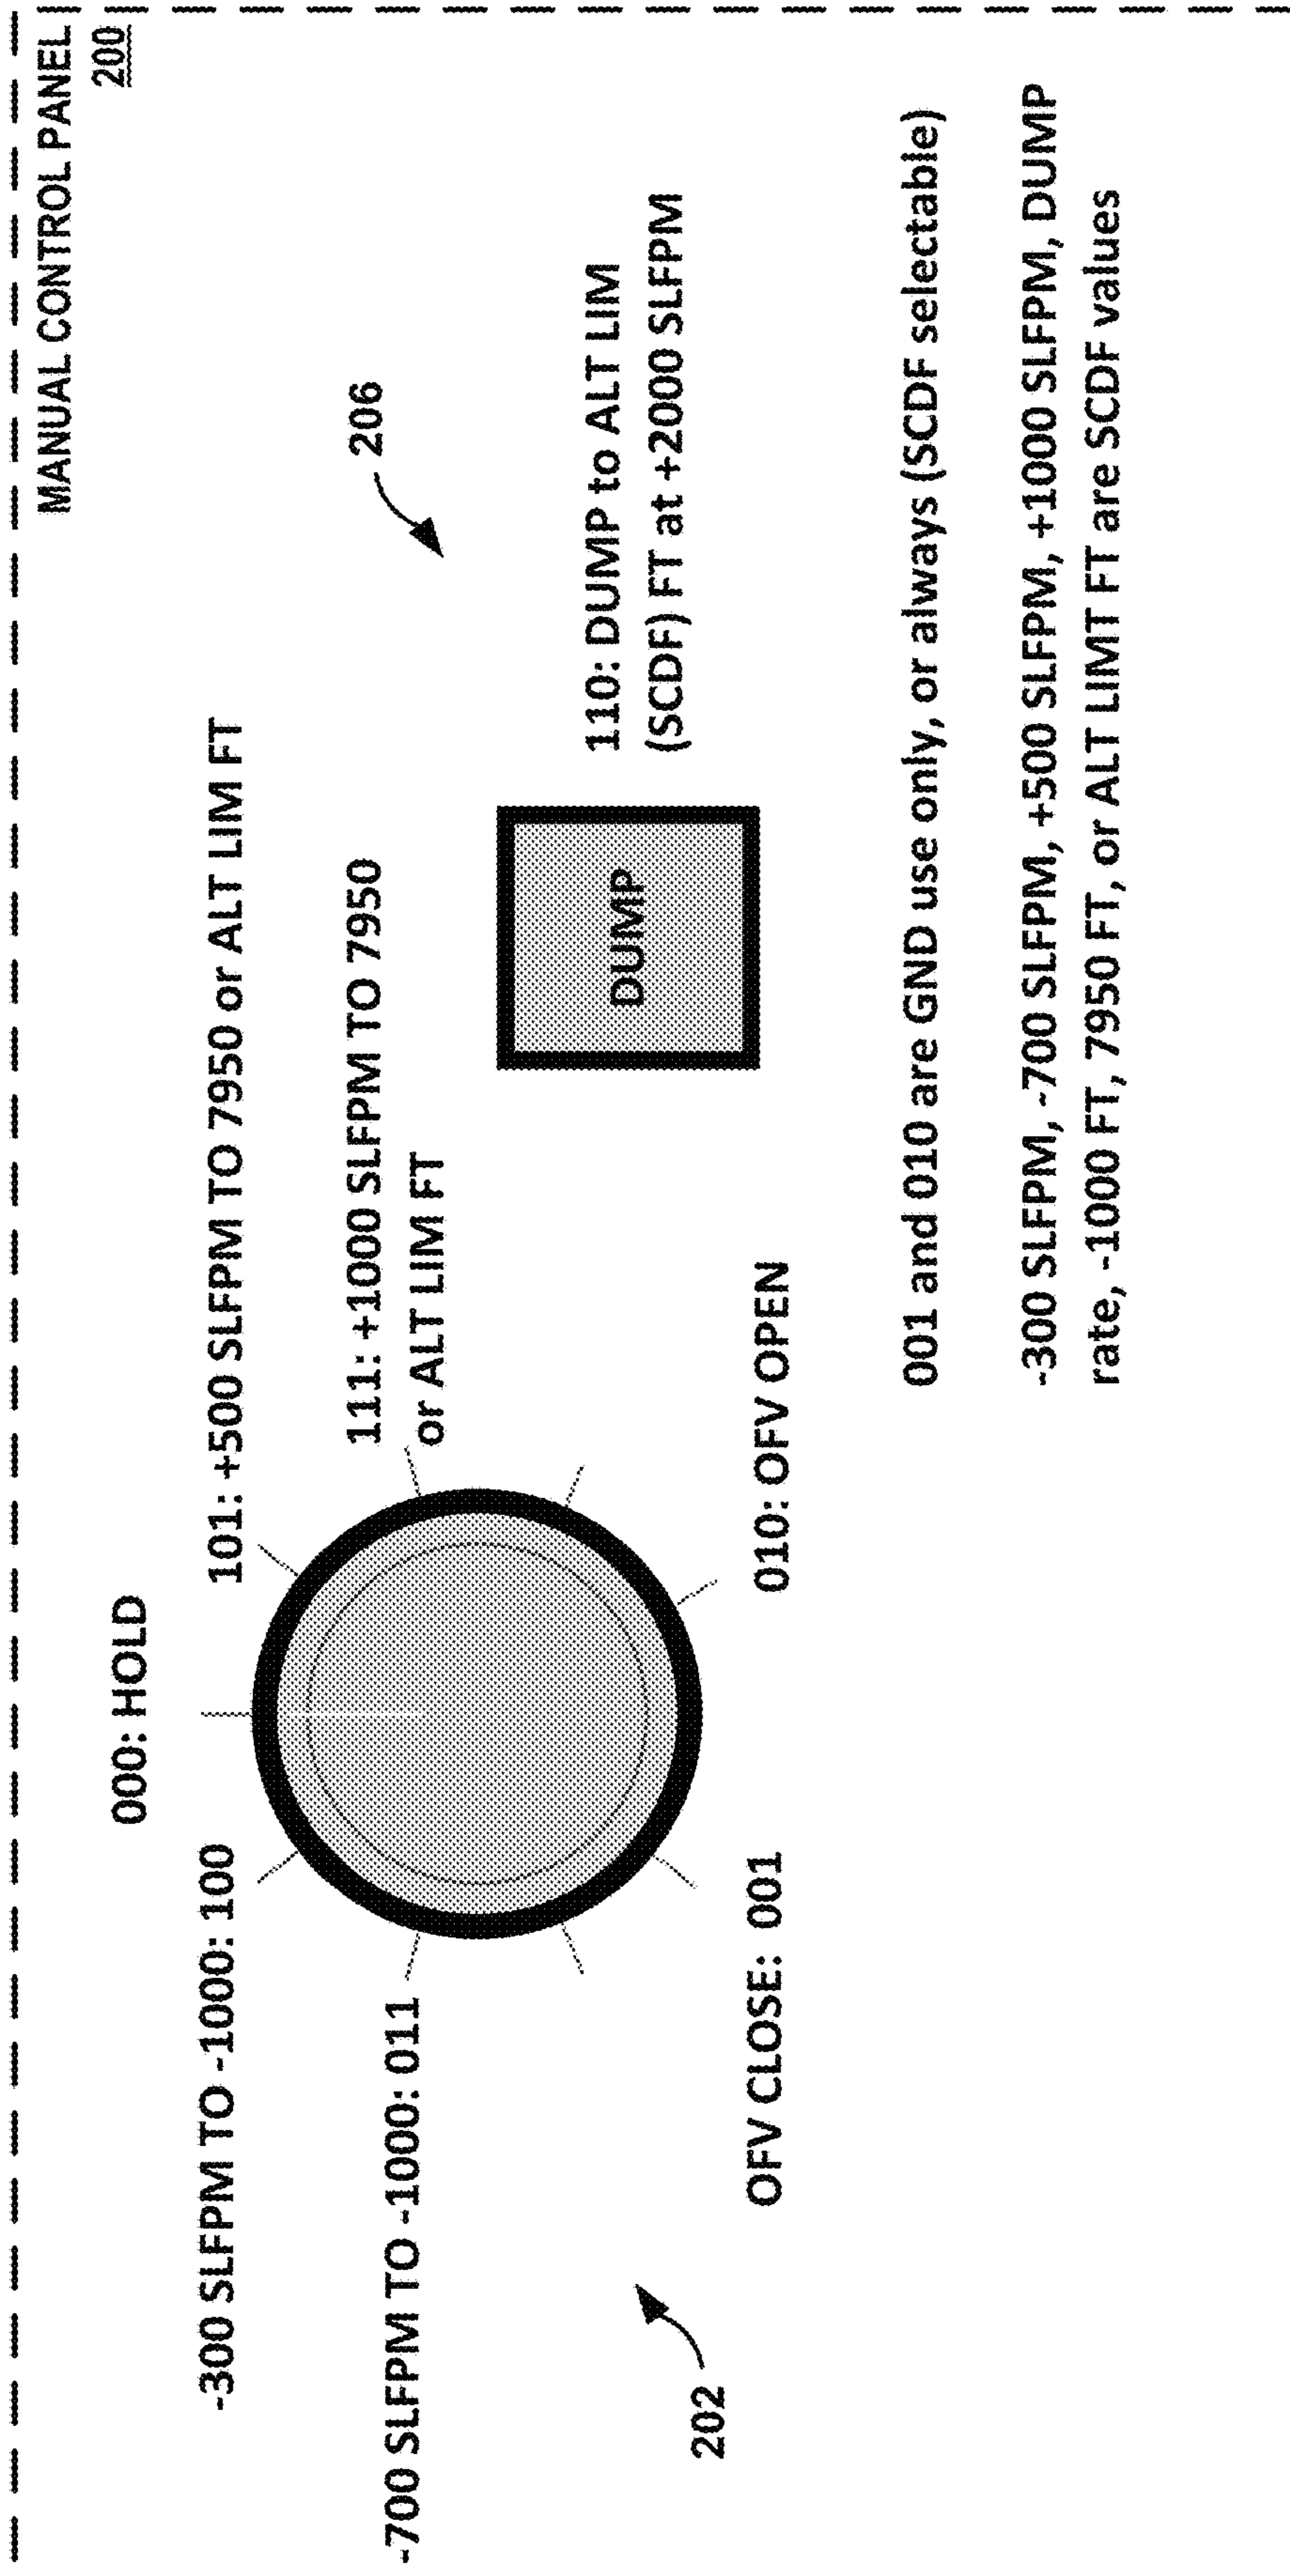 MANUAL CONTROL PANEL
200
000: HOLD
-300 SLFPM TO -1000: 100
101: +500 SLFPM TO 7950 or ALT LIM FT
-700 SLFPM TO -1000: 011
111: +1000 SLFPM TO 7950
or ALT LIM FT
206
110: DUMP to ALT LIM
(SCDF) FT at +2000 SLFPM
DUMP
202
OFV CLOSE: 001
010: OFV OPEN
001 and 010 are GND use only, or always (SCDF selectable)
-300 SLFPM, -700 SLFPM, +500 SLFPM, +1000 SLFPM, DUMP
rate, -1000 FT, 7950 FT, or ALT LIMT FT are SCDF values